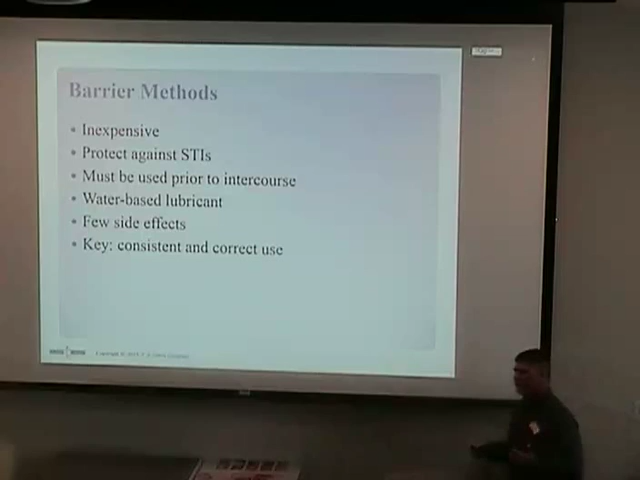 Barrier Methods
• Inexpensive
• Protect against STIs
• Must be used prior to intercourse
• Water-based lubricant
• Few side effects
• Key: consistent and correct use